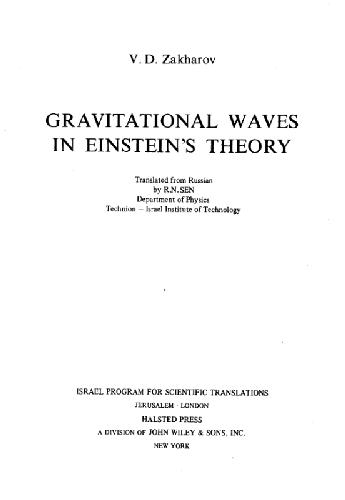 V. D. Zakharov
GRAVITATIONAL WAVES
IN EINSTEIN'S THEORY
Translated from Russian
by R.N.SEN
Department of Physics
Technion — Israel Institute of Technology
ISRAEL PROGRAM FOR SCIENTIFIC TRANSLATIONS
JERUSALEM · LONDON
HALSTED PRESS
A DIVISION OF JOHN WILEY & SONS, INC.
NEW YORK